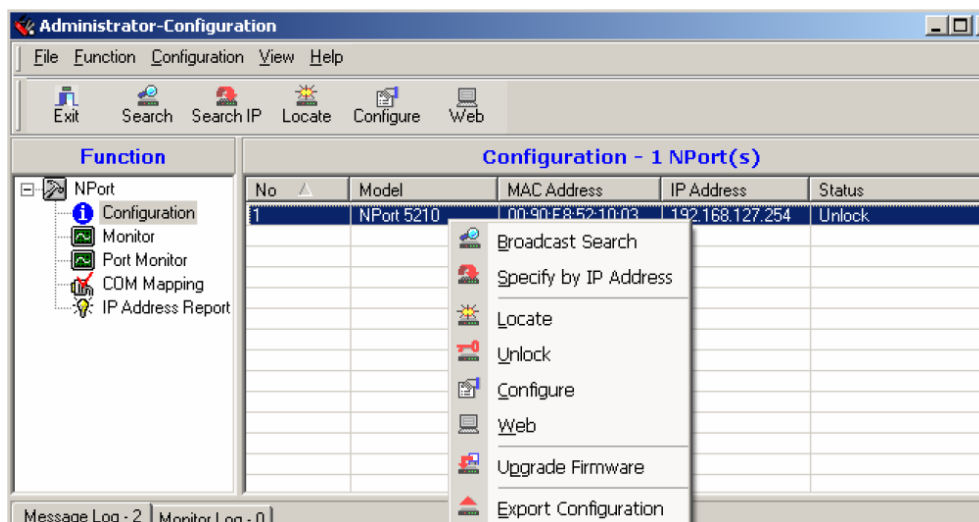 Administrator-Configuration
File Function Configuration View Help
Exit Search Search IP Locate Configure Web
Function
Configuration - 1 NPort(s)
NPort
Configuration
Monitor
Port Monitor
COM Mapping
IP Address Report
No Model MAC Address IP Address Status
1 NPort 5210 00:90:E8:52:10:03 192.168.127.254 Unlock
Broadcast Search
Specify by IP Address
Locate
Unlock
Configure
Web
Upgrade Firmware
Export Configuration
Message Log - 2 Monitor Log - 0